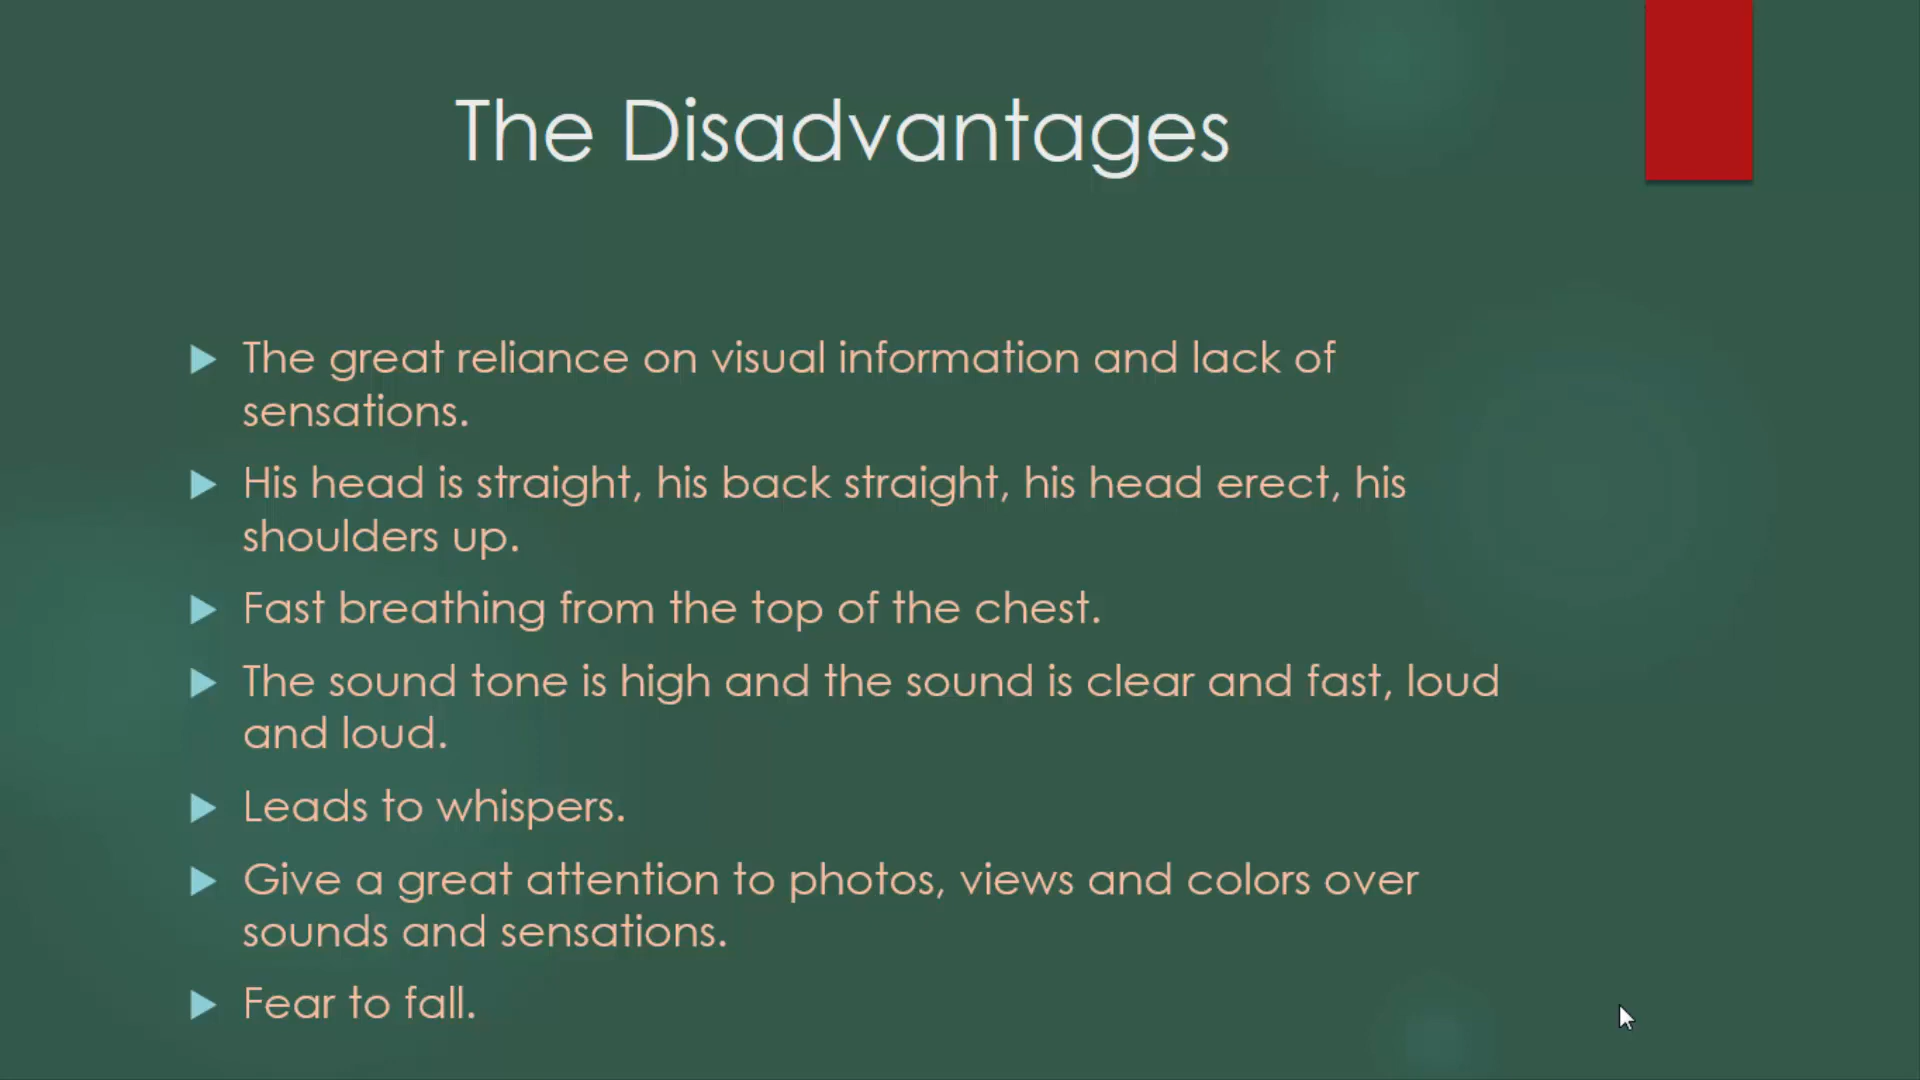 The Disadvantages
The great reliance on visual information and lack of
sensations.
His head is straight, his back straight, his head erect, his
shoulders up.
Fast breathing from the top of the chest.
The sound tone is high and the sound is clear and fast, loud
and loud.
Leads to whispers.
Give a great attention to photos, views and colors over
sounds and sensations.
Fear to fall.